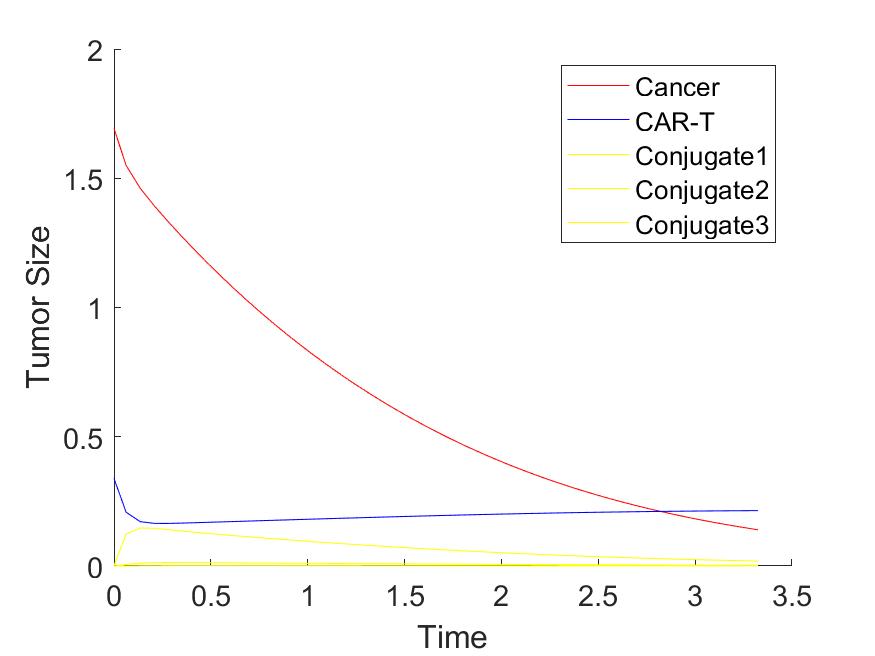 2
1.5
1
0.5
0
Tumor Size
Cancer
CAR-T
Conjugate1
Conjugate2
Conjugate3
0 0.5 1 1.5 2 2.5 3 3.5
Time